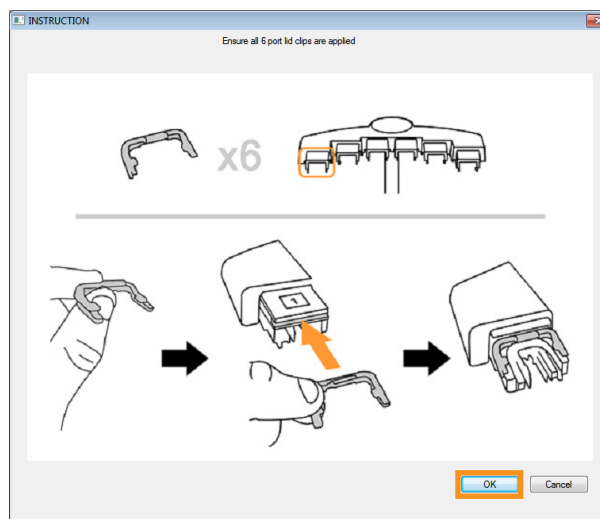 INSTRUCTION
Ensure all 6 port lid clips are applied
x6
1
OK
Cancel